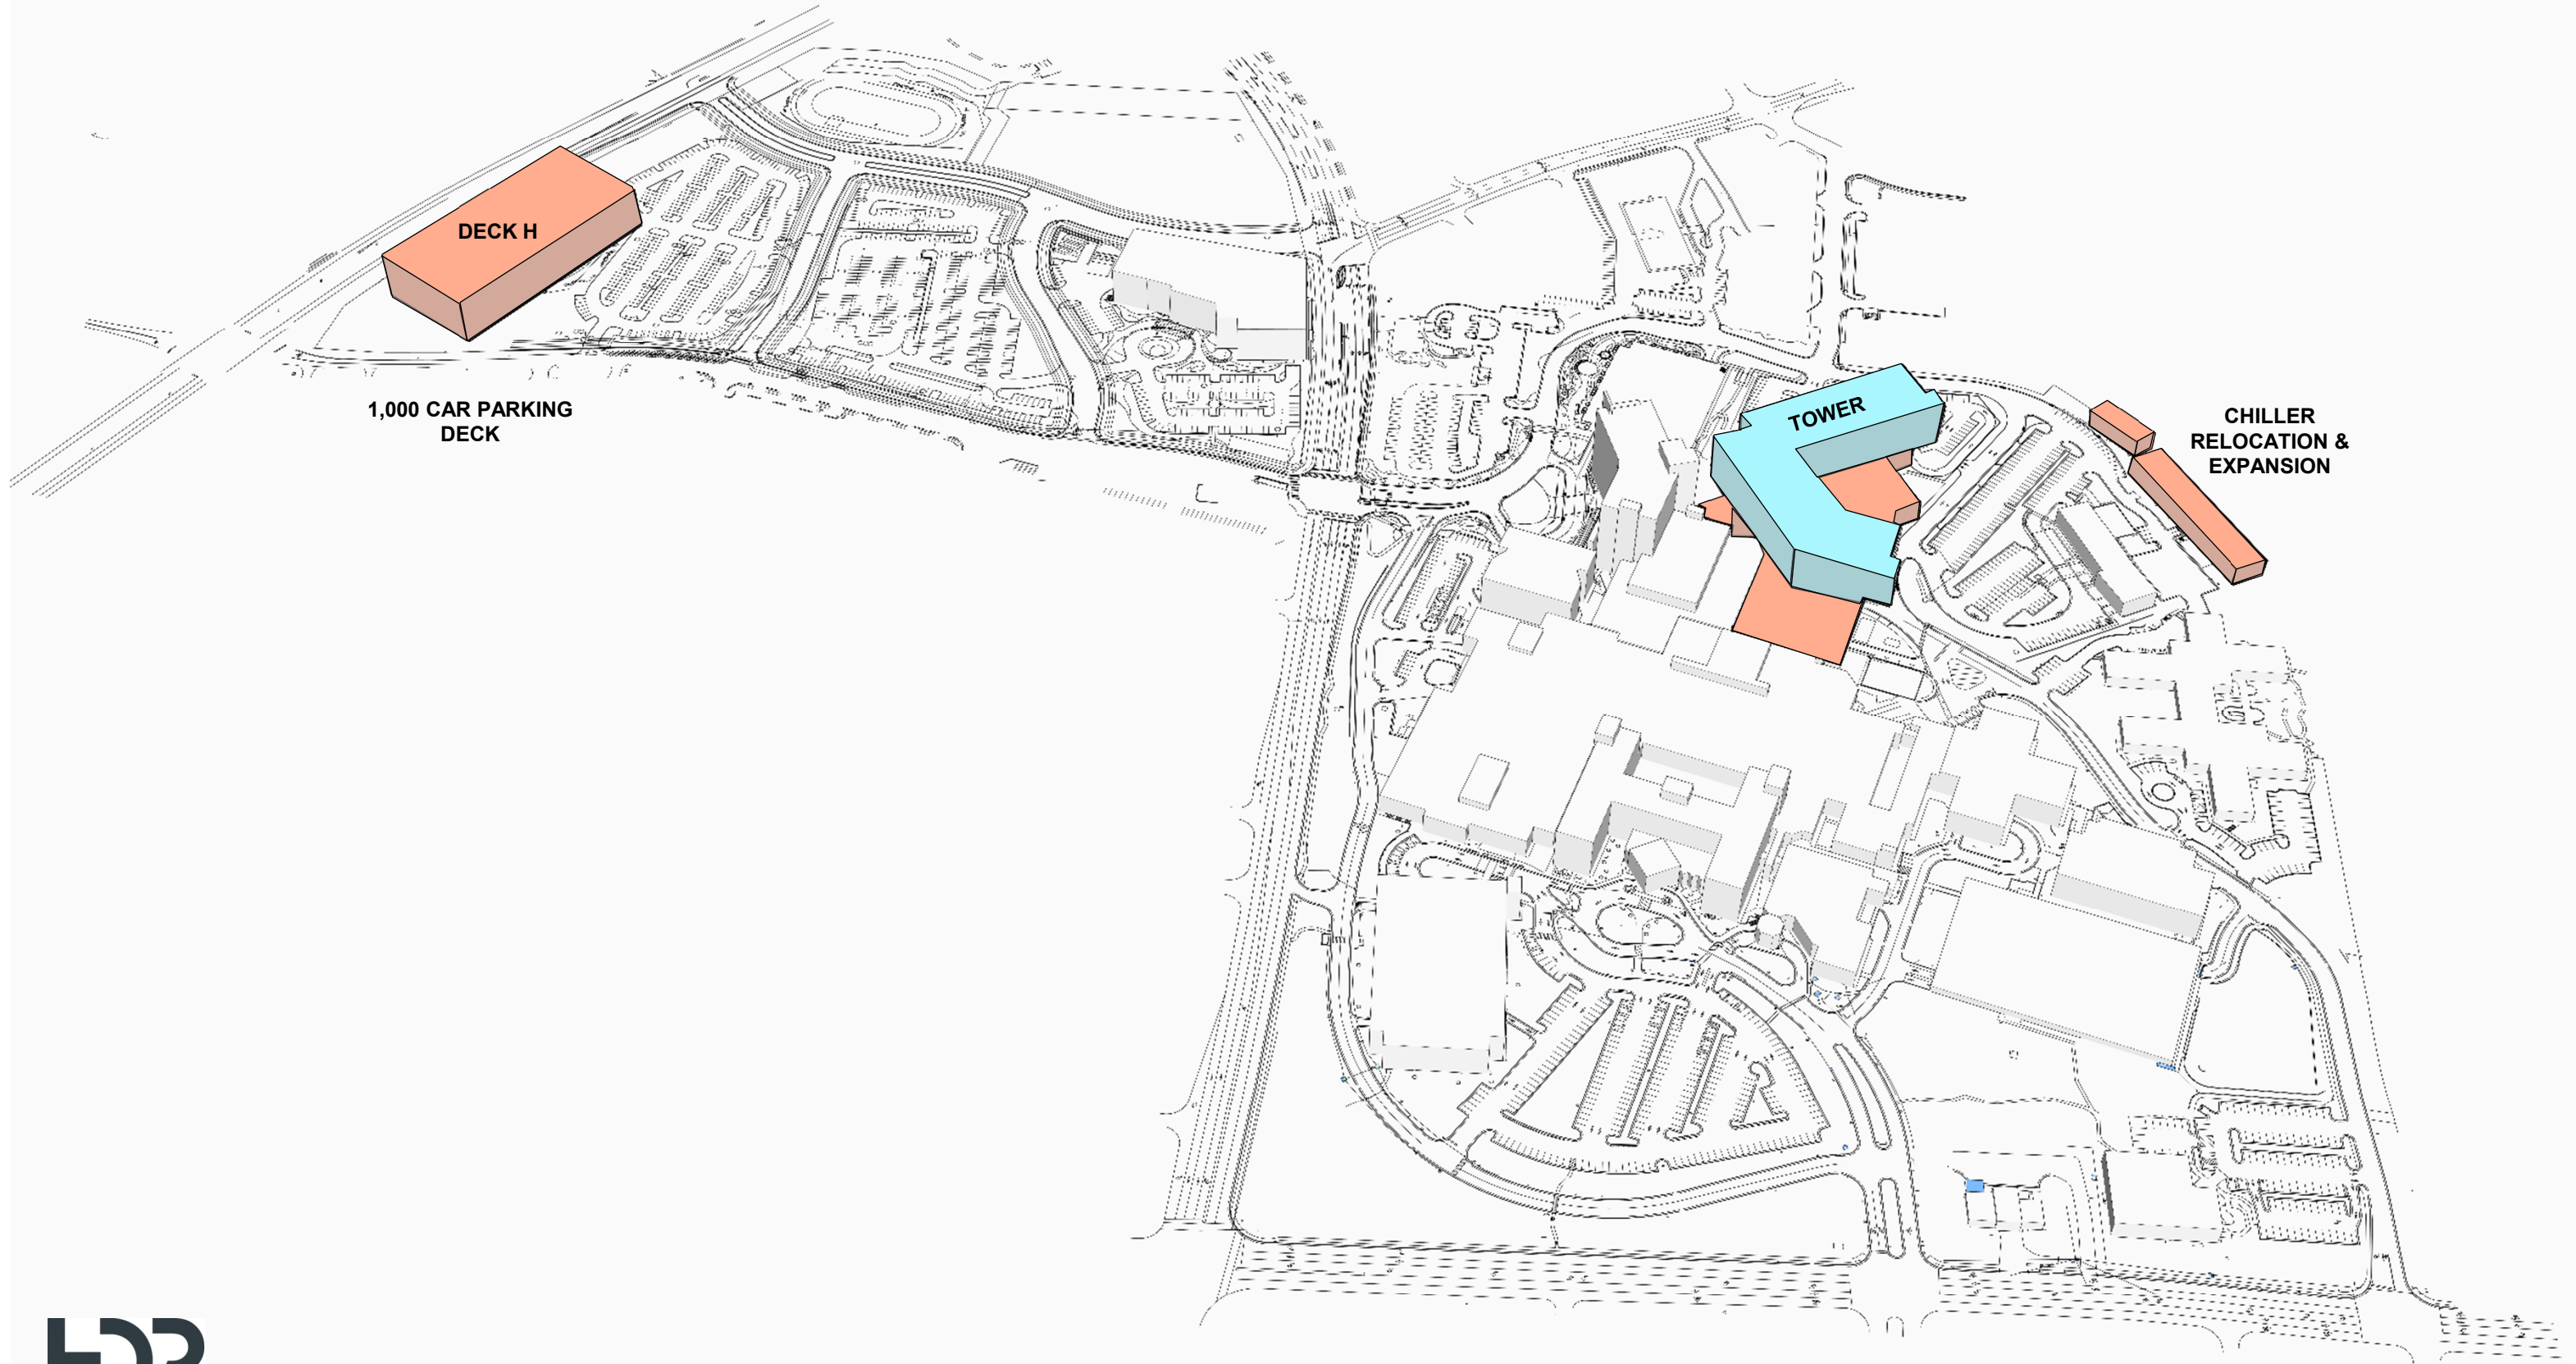 DECK H
1,000 CAR PARKING
DECK
TOWER
CHILLER
RELOCATION &
EXPANSION